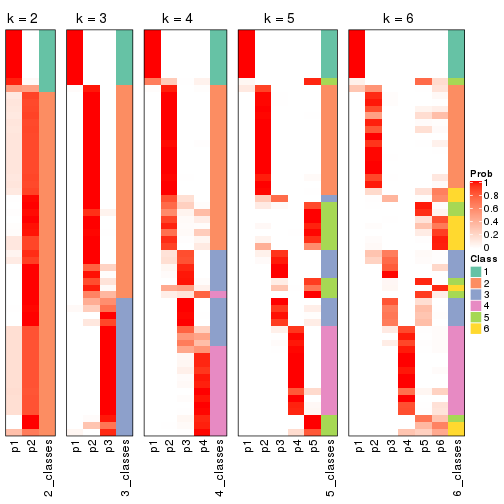 k = 2
k = 3
k = 4
k = 5
k = 6
Prob
1
0.8
0.6
0.4
0.2
0
Class
1
2
3
4
5
6
p1
p2
2_classes
p1
p2
p3
3_classes
p1
p2
p3
p4
4_classes
p1
p2
p3
p4
p5
5_classes
p1
p2
p3
p4
p5
p6
6_classes